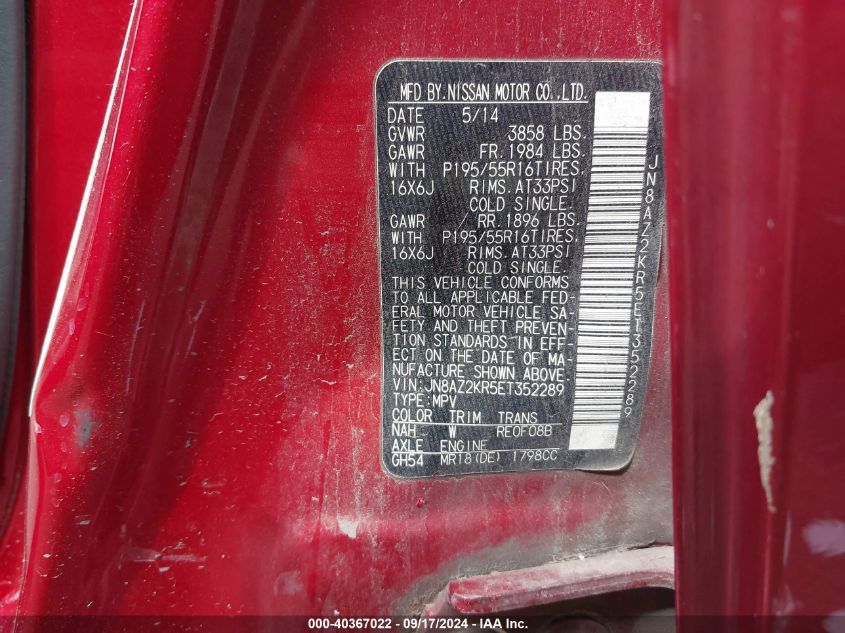 MFD BY.NISSAN MOTOR CO.,LTD.
DATE 5/14
GVWR 3858 LBS.
GAWR FR.1984 LBS.
WITH P195/55R16TIRES,
16X6J RIMS.AT33PSI
COLD SINGLE.
GAWR / RR.1896 LBS.
WITH P195/55R16TIRES,
16X6J RIMS.AT33PSI
COLD SINGLE.
THIS VEHICLE CONFORMS
TO ALL APPLICABLE FED-
ERAL MOTOR VEHICLE SA-
FETY AND THEFT PREVEN-
TION STANDARDS IN EFF-
ECT ON THE DATE OF MA-
NUFACTURE SHOWN ABOVE.
VIN:JN8AZ2KR5ET352289
TYPE:MPV
COLOR TRIM TRANS
NAH W RE0F08B
AXLE ENGINE
GH54 MR18(DE) 1798CC
JN8AZ2KR5ET352289
000-40367022 - 09/17/2024 - IAA Inc.